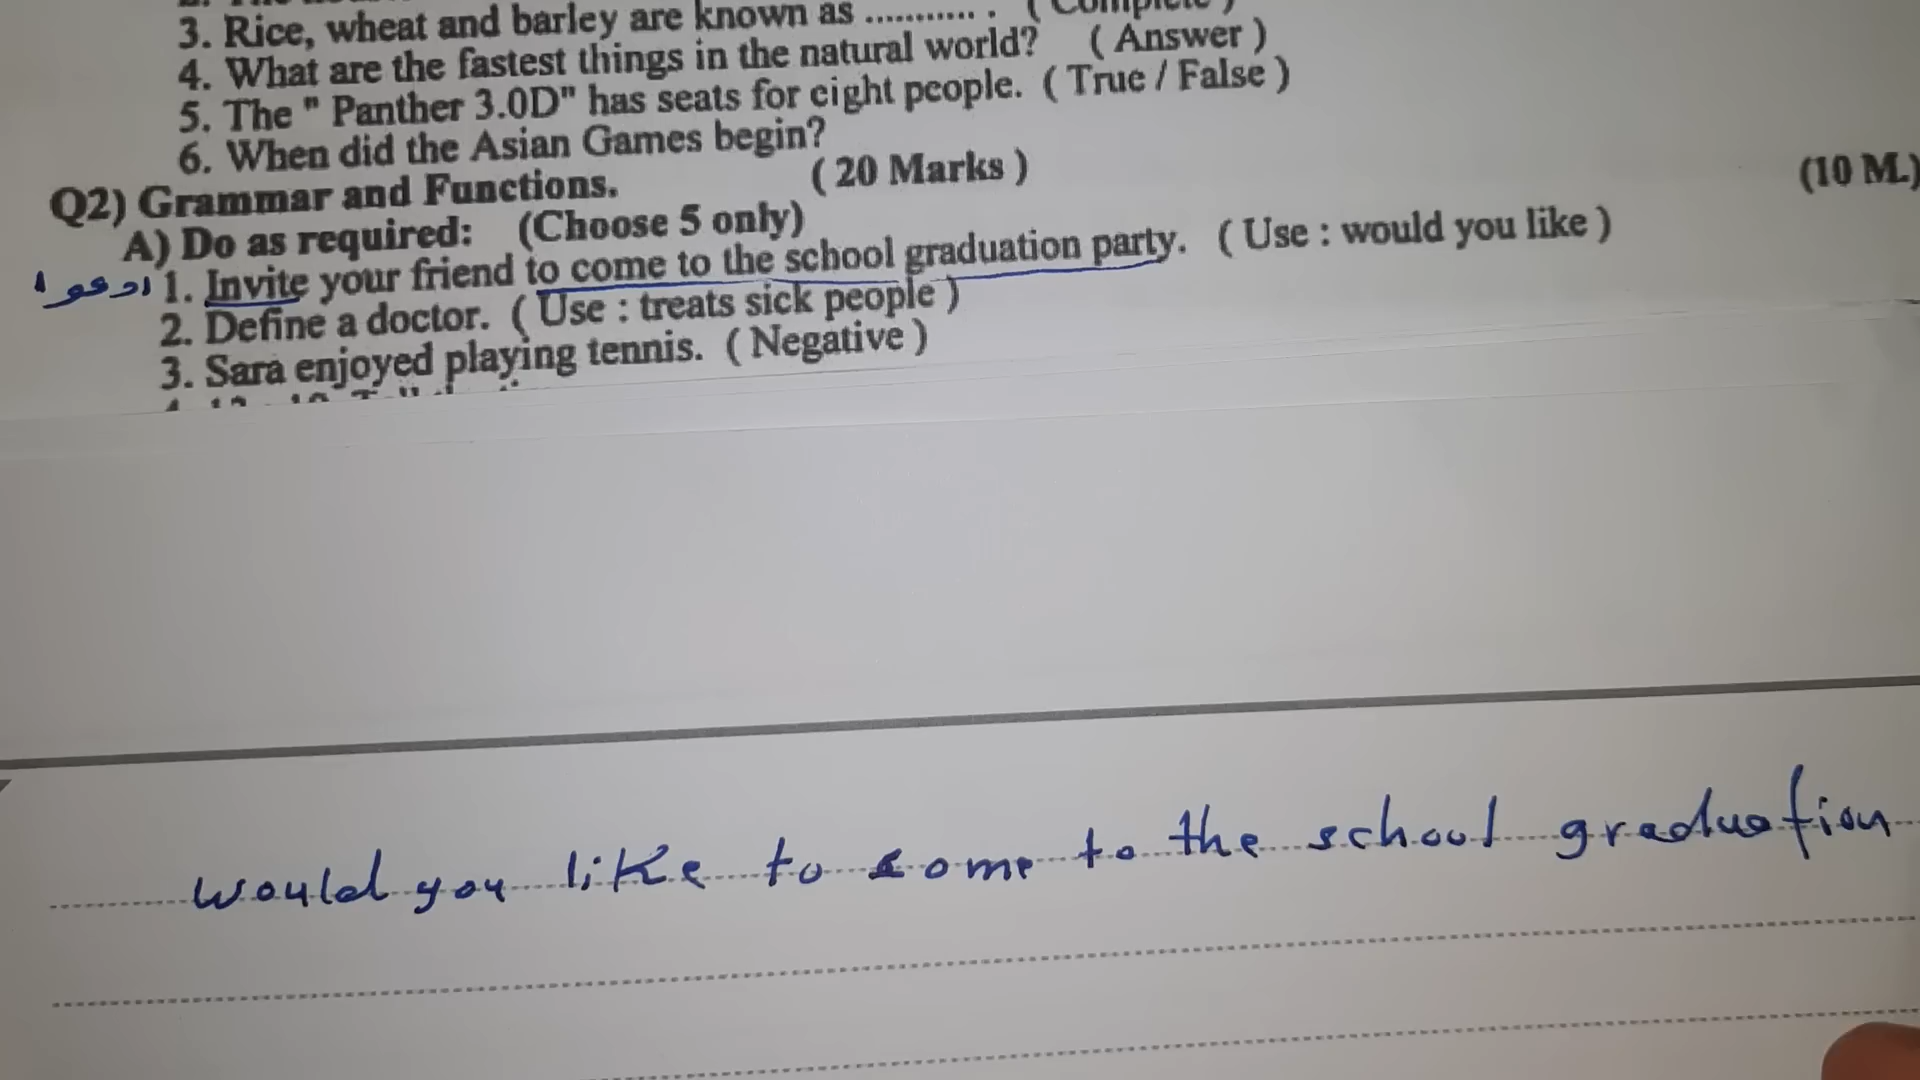 3. Rice, wheat and barley are known as ............ . ( Complete )
4. What are the fastest things in the natural world? ( Answer )
5. The " Panther 3.0D" has seats for eight people. ( True / False )
6. When did the Asian Games begin?
Q2) Grammar and Functions. ( 20 Marks )
A) Do as required: (Choose 5 only) (10 M.)
ادعوا 1. Invite your friend to come to the school graduation party. ( Use : would you like )
2. Define a doctor. ( Use : treats sick people )
3. Sara enjoyed playing tennis. ( Negative )
would you like to come to the school graduation